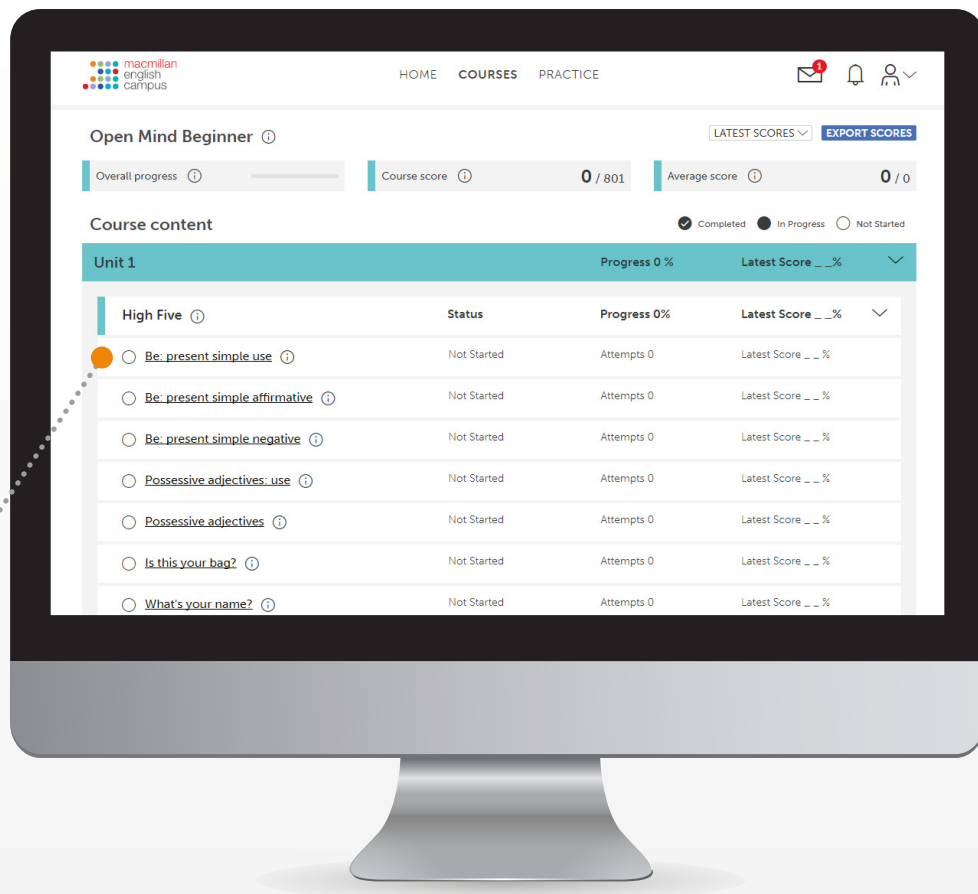 macmillan
english
campus
HOME COURSES PRACTICE
1
Open Mind Beginner
LATEST SCORES EXPORT SCORES
Overall progress Course score 0 / 801 Average score 0 / 0
Course content Completed In Progress Not Started
Unit 1 Progress 0 % Latest Score _ _%
High Five Status Progress 0% Latest Score _ _%
Be: present simple use Not Started Attempts 0 Latest Score _ _ %
Be: present simple affirmative Not Started Attempts 0 Latest Score _ _ %
Be: present simple negative Not Started Attempts 0 Latest Score _ _ %
Possessive adjectives: use Not Started Attempts 0 Latest Score _ _ %
Possessive adjectives Not Started Attempts 0 Latest Score _ _ %
Is this your bag? Not Started Attempts 0 Latest Score _ _ %
What's your name? Not Started Attempts 0 Latest Score _ _ %